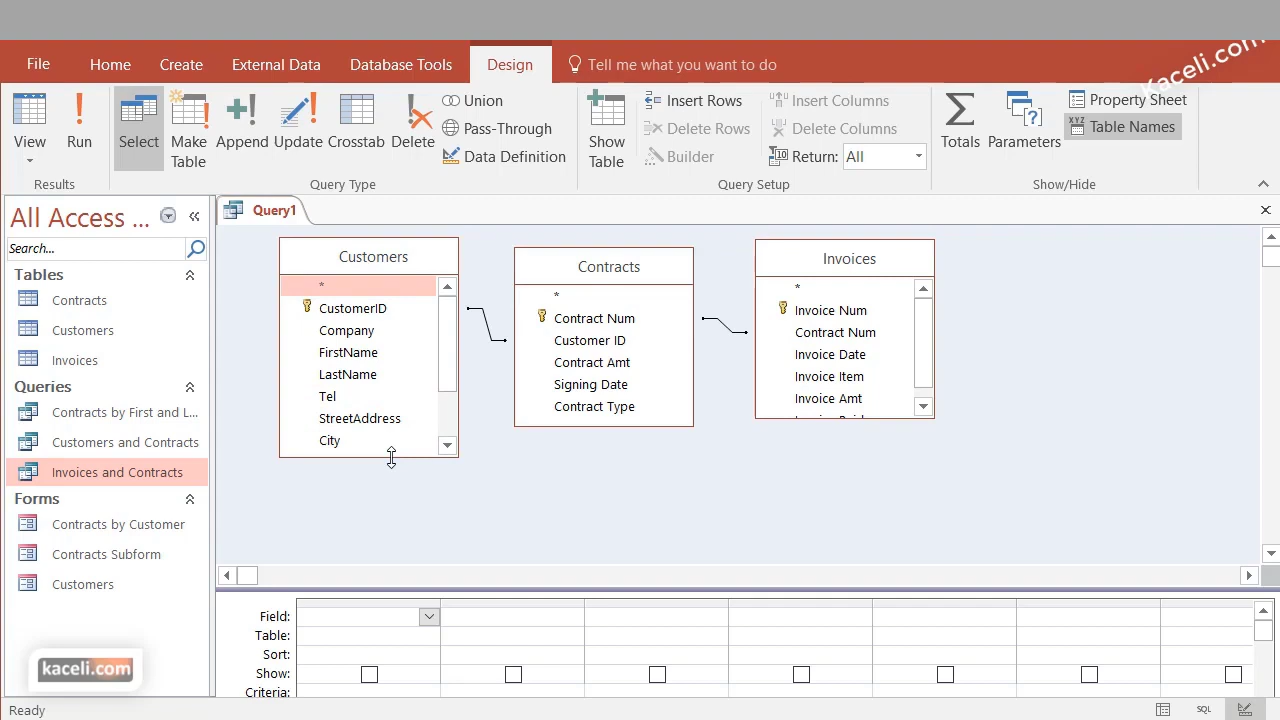 Kaceli.com
File Home Create External Data Database Tools Design Tell me what you want to do
View Run Select Make Table Append Update Crosstab Delete
Union
Pass-Through
Data Definition
Show Table
Insert Rows
Delete Rows
Builder
Insert Columns
Delete Columns
Return: All
Totals Parameters
Property Sheet
XYZ Table Names
Results Query Type Query Setup Show/Hide
All Access ...
Search...
Tables
Contracts
Customers
Invoices
Queries
Contracts by First and L...
Customers and Contracts
Invoices and Contracts
Forms
Contracts by Customer
Contracts Subform
Customers
kaceli.com
Query1
Customers
*
CustomerID
Company
FirstName
LastName
Tel
StreetAddress
City
Contracts
*
Contract Num
Customer ID
Contract Amt
Signing Date
Contract Type
Invoices
*
Invoice Num
Contract Num
Invoice Date
Invoice Item
Invoice Amt
Field:
Table:
Sort:
Show:
Criteria:
Ready
SQL